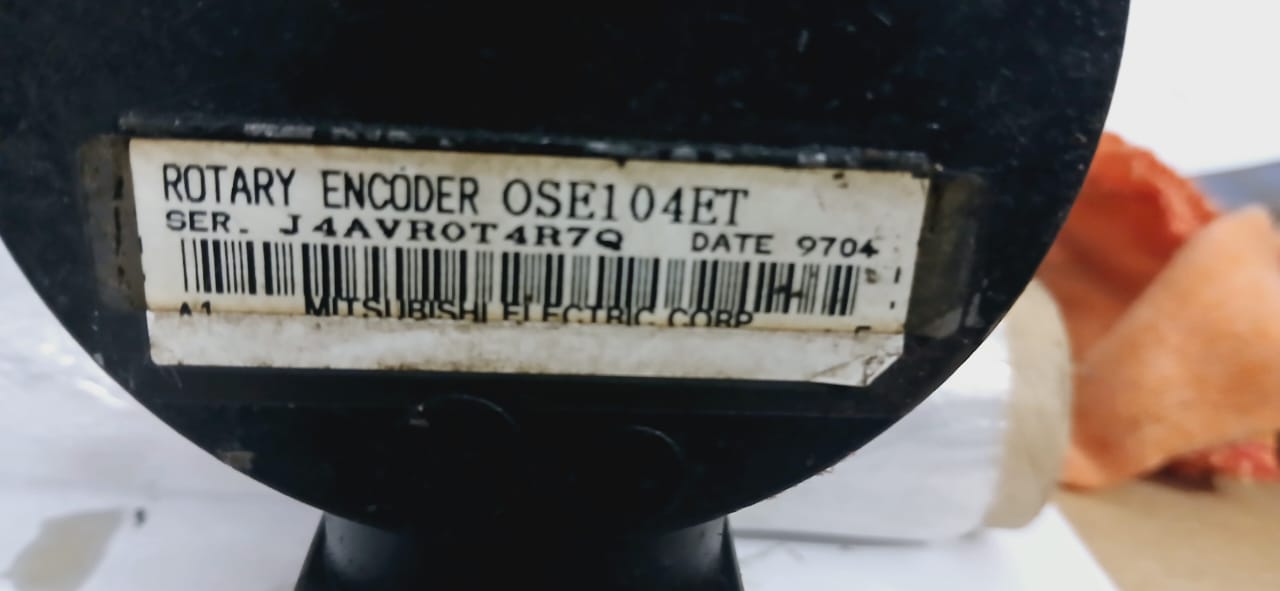 ROTARY ENCODER OSE104ET
SER. J4AVR0T4R7Q DATE 9704
A1 MITSUBISHI ELECTRIC CORP